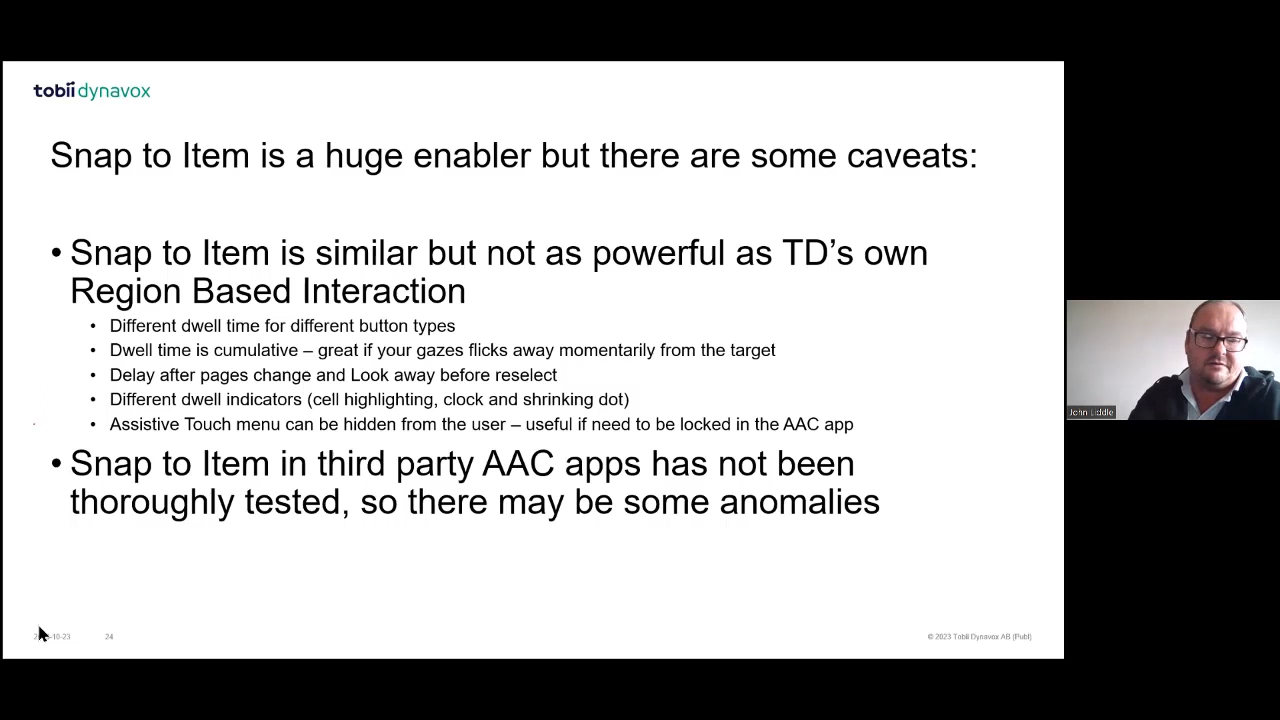 tobii dynavox
Snap to Item is a huge enabler but there are some caveats:
• Snap to Item is similar but not as powerful as TD's own
Region Based Interaction
• Different dwell time for different button types
• Dwell time is cumulative – great if your gazes flicks away momentarily from the target
• Delay after pages change and Look away before reselect
• Different dwell indicators (cell highlighting, clock and shrinking dot)
• Assistive Touch menu can be hidden from the user – useful if need to be locked in the AAC app
• Snap to Item in third party AAC apps has not been
thoroughly tested, so there may be some anomalies
-10-23
24
© 2023 Tobii Dynavox AB (Publ)
John Liddle